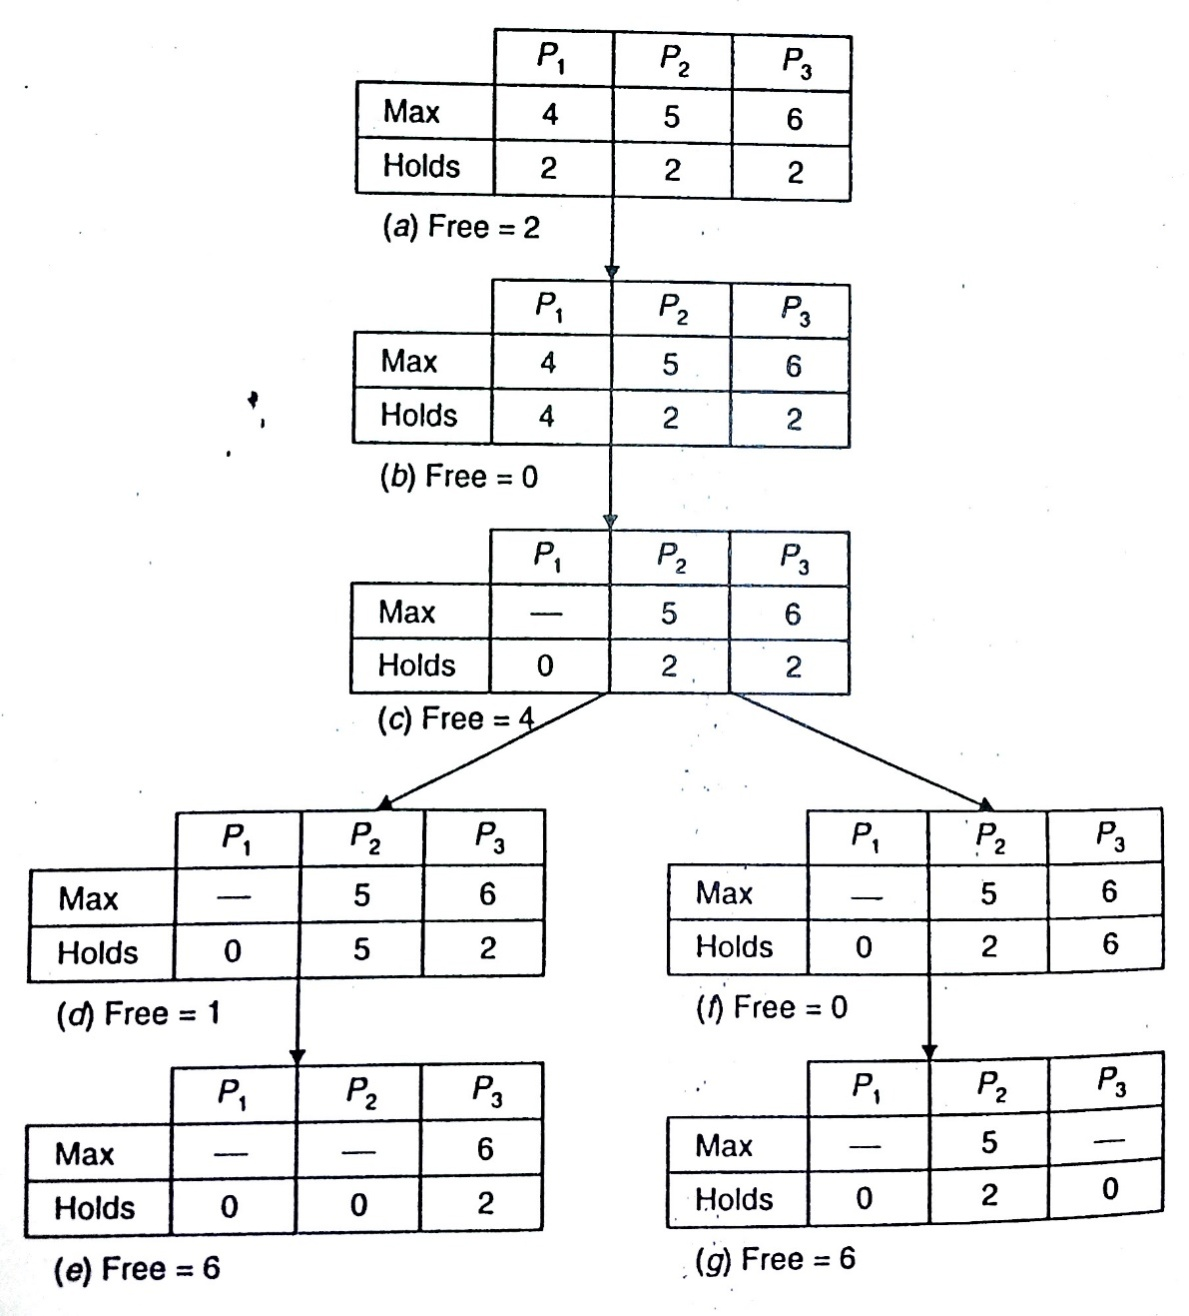 P₁ P₂ P₃
Max 4 5 6
Holds 2 2 2
(a) Free = 2
P₁ P₂ P₃
Max 4 5 6
Holds 4 2 2
(b) Free = 0
P₁ P₂ P₃
Max — 5 6
Holds 0 2 2
(c) Free = 4
P₁ P₂ P₃
Max — 5 6
Holds 0 5 2
(d) Free = 1
P₁ P₂ P₃
Max — — 6
Holds 0 0 2
(e) Free = 6
P₁ P₂ P₃
Max — 5 6
Holds 0 2 6
(f) Free = 0
P₁ P₂ P₃
Max — 5 —
Holds 0 2 0
(g) Free = 6